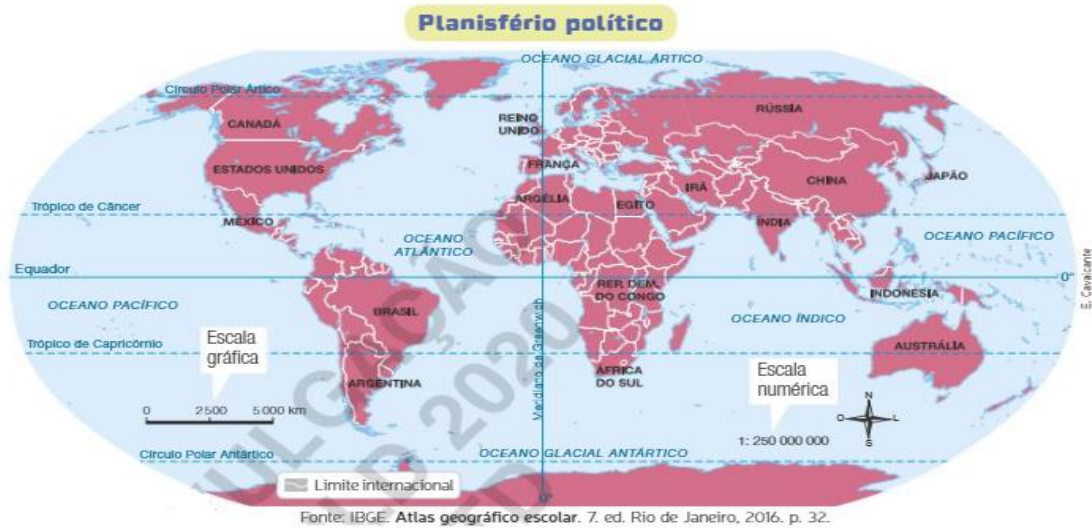 Planisfério político
OCEANO GLACIAL ÁRTICO
Círculo Polar Ártico
RÚSSIA
REINO
UNIDO
CANADÁ
FRANÇA
ESTADOS UNIDOS
IRÃ
CHINA
JAPÃO
ARGÉLIA
EGITO
Trópico de Câncer
MÉXICO
ÍNDIA
OCEANO
ATLÂNTICO
OCEANO PACÍFICO
Equador
0°
REP. DEM.
DO CONGO
INDONÉSIA
E. Cavalcante
OCEANO PACÍFICO
BRASIL
OCEANO ÍNDICO
Escala
gráfica
Meridiano de Greenwich
Trópico de Capricórnio
AUSTRÁLIA
Escala
numérica
ARGENTINA
ÁFRICA
DO SUL
0 2 500 5 000 km
N
O L
S
1: 250 000 000
Círculo Polar Antártico
OCEANO GLACIAL ANTÁRTICO
Limite internacional
0°
Fonte: IBGE. Atlas geográfico escolar. 7. ed. Rio de Janeiro, 2016. p. 32.